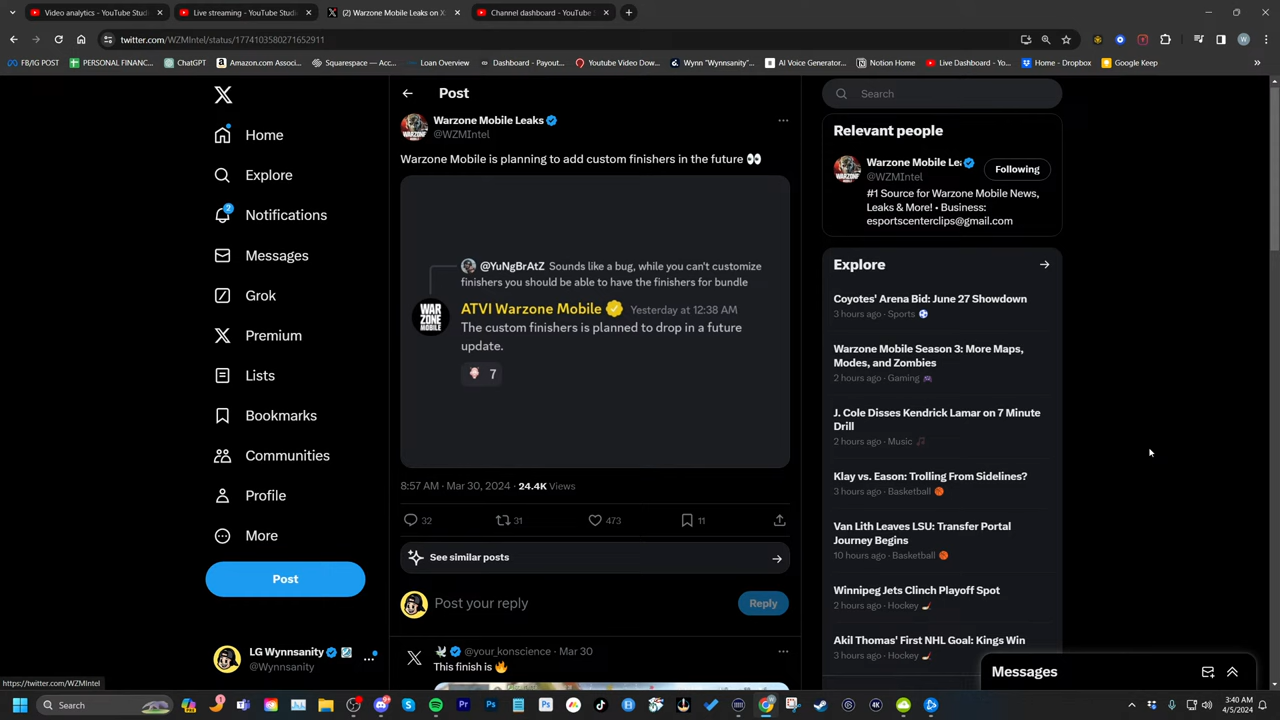 Video analytics - YouTube Stud
Live streaming - YouTube Studi
(2) Warzone Mobile Leaks on X
Channel dashboard - YouTube S
twitter.com/WZMIntel/status/1774103580271652911
FB/IG POST
PERSONAL FINANC...
ChatGPT
Amazon.com Associ...
Squarespace — Acc...
Loan Overview
Dashboard - Payout...
Youtube Video Dow...
Wynn "Wynnsanity"...
AI Voice Generator...
Notion Home
Live Dashboard - Yo...
Home - Dropbox
Google Keep
Home
Explore
2
Notifications
Messages
Grok
Premium
Lists
Bookmarks
Communities
Profile
More
Post
LG Wynnsanity
@Wynnsanity
https://twitter.com/WZMIntel
Post
Warzone Mobile Leaks
@WZMIntel
Warzone Mobile is planning to add custom finishers in the future 👀
@YuNgBrAtZ Sounds like a bug, while you can't customize
finishers you should be able to have the finishers for bundle
WAR
ZONE
MOBILE
ATVI Warzone Mobile Yesterday at 12:38 AM
The custom finishers is planned to drop in a future
update.
7
8:57 AM · Mar 30, 2024 · 24.4K Views
32
31
473
11
See similar posts
Post your reply
Reply
@your_konscience · Mar 30
This finish is 🔥
Search
Relevant people
Warzone Mobile Lea
@WZMIntel
Following
#1 Source for Warzone Mobile News,
Leaks & More! • Business:
esportscenterclips@gmail.com
Explore
Coyotes' Arena Bid: June 27 Showdown
3 hours ago · Sports
Warzone Mobile Season 3: More Maps,
Modes, and Zombies
2 hours ago · Gaming
J. Cole Disses Kendrick Lamar on 7 Minute
Drill
2 hours ago · Music
Klay vs. Eason: Trolling From Sidelines?
3 hours ago · Basketball
Van Lith Leaves LSU: Transfer Portal
Journey Begins
10 hours ago · Basketball
Winnipeg Jets Clinch Playoff Spot
2 hours ago · Hockey
Akil Thomas' First NHL Goal: Kings Win
3 hours ago · Hockey
Messages
Search
3:40 AM
4/5/2024